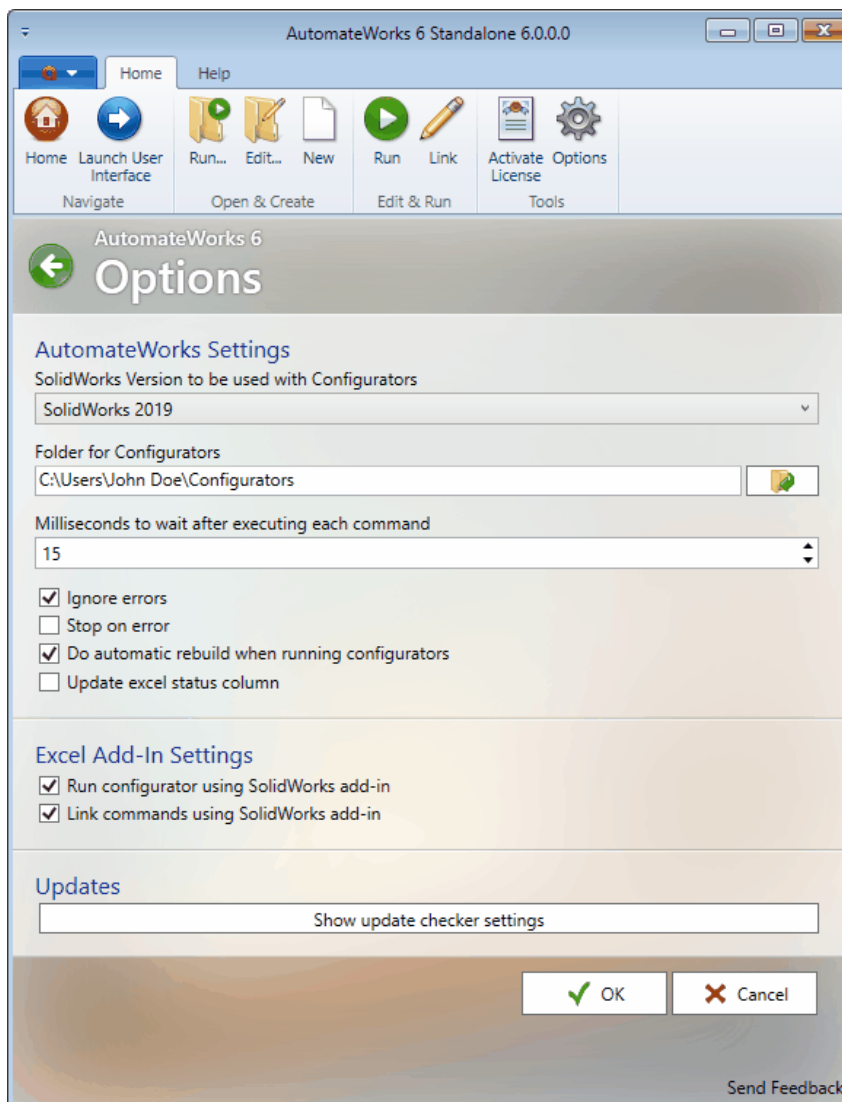 AutomateWorks 6 Standalone 6.0.0.0
Home Help
Home Launch User Interface Run... Edit... New Run Link Activate License Options
Navigate Open & Create Edit & Run Tools
AutomateWorks 6
Options
AutomateWorks Settings
SolidWorks Version to be used with Configurators
SolidWorks 2019
Folder for Configurators
C:\Users\John Doe\Configurators
Milliseconds to wait after executing each command
15
Ignore errors
Stop on error
Do automatic rebuild when running configurators
Update excel status column
Excel Add-In Settings
Run configurator using SolidWorks add-in
Link commands using SolidWorks add-in
Updates
Show update checker settings
OK Cancel
Send Feedback